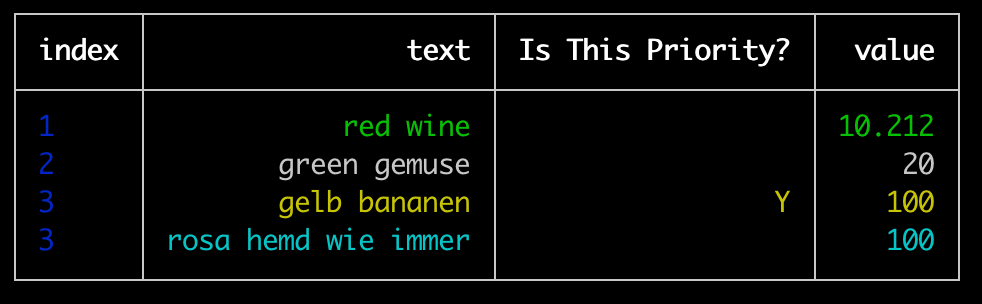 index text Is This Priority? value
1 red wine 10.212
2 green gemuse 20
3 gelb bananen Y 100
3 rosa hemd wie immer 100